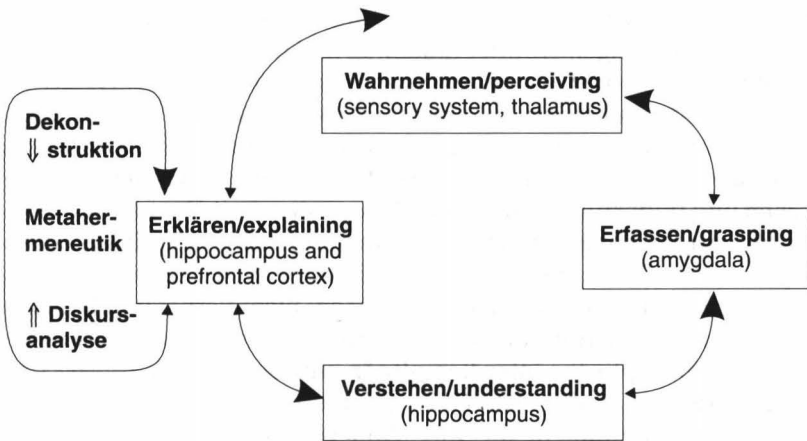 Wahrnehmen/perceiving
(sensory system, thalamus)
Dekon-
⇓ struktion
Metaher-
meneutik
⇑ Diskurs-
analyse
Erklären/explaining
(hippocampus and
prefrontal cortex)
Erfassen/grasping
(amygdala)
Verstehen/understanding
(hippocampus)